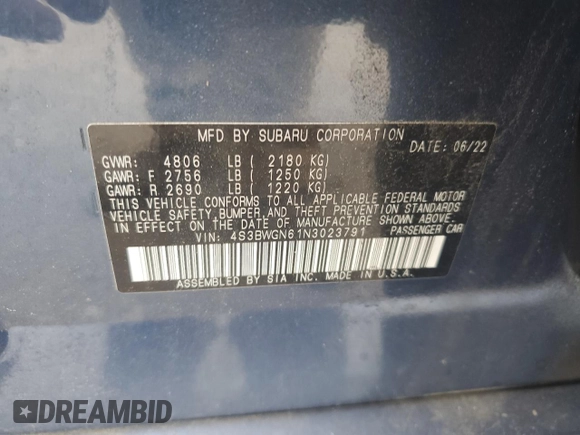 MFD BY SUBARU CORPORATION
DATE: 06/22
GVWR: 4806 LB ( 2180 KG)
GAWR: F 2756 LB ( 1250 KG)
GAWR: R 2690 LB ( 1220 KG)
THIS VEHICLE CONFORMS TO ALL APPLICABLE FEDERAL MOTOR
VEHICLE SAFETY, BUMPER AND THEFT PREVENTION STANDARDS
IN EFFECT ON THE DATE OF MANUFACTURE SHOWN ABOVE.
VIN: 4S3BWGN61N3023791 PASSENGER CAR
ASSEMBLED BY SIA INC. MADE IN U.S.A.
DREAMBID